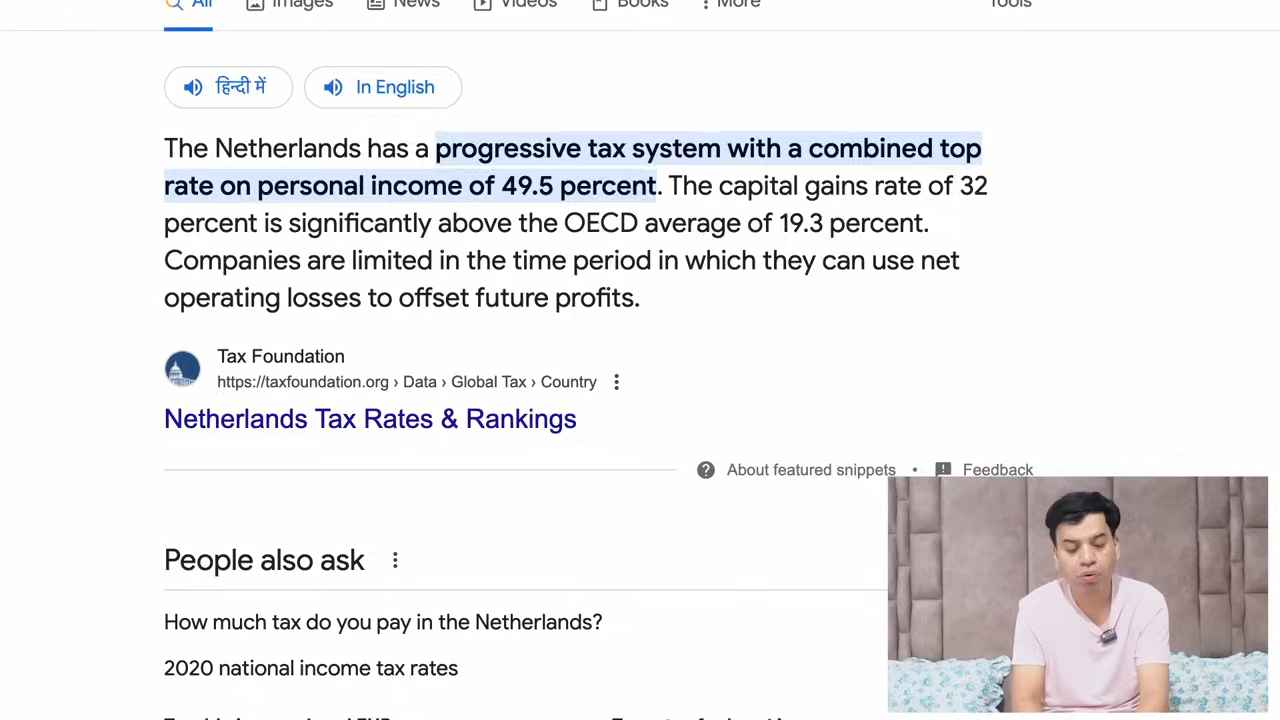 All Images News Videos Books More Tools
हिन्दी में In English
The Netherlands has a progressive tax system with a combined top
rate on personal income of 49.5 percent. The capital gains rate of 32
percent is significantly above the OECD average of 19.3 percent.
Companies are limited in the time period in which they can use net
operating losses to offset future profits.
Tax Foundation
https://taxfoundation.org › Data › Global Tax › Country
Netherlands Tax Rates & Rankings
About featured snippets • Feedback
People also ask
How much tax do you pay in the Netherlands?
2020 national income tax rates